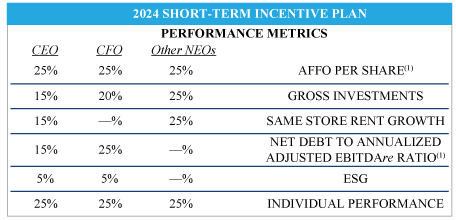 2024 SHORT-TERM INCENTIVE PLAN
PERFORMANCE METRICS
CEO CFO Other NEOs
25% 25% 25% AFFO PER SHARE(1)
15% 20% 25% GROSS INVESTMENTS
15% —% 25% SAME STORE RENT GROWTH
15% 25% —% NET DEBT TO ANNUALIZED
ADJUSTED EBITDAre RATIO(1)
5% 5% —% ESG
25% 25% 25% INDIVIDUAL PERFORMANCE